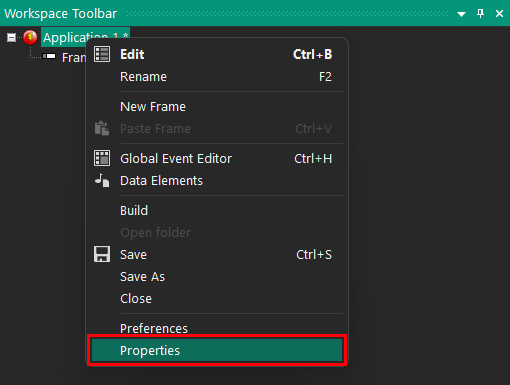 Workspace Toolbar
Application 1 *
Fran
Edit Ctrl+B
Rename F2
New Frame
Paste Frame Ctrl+V
Global Event Editor Ctrl+H
Data Elements
Build
Open folder
Save Ctrl+S
Save As
Close
Preferences
Properties